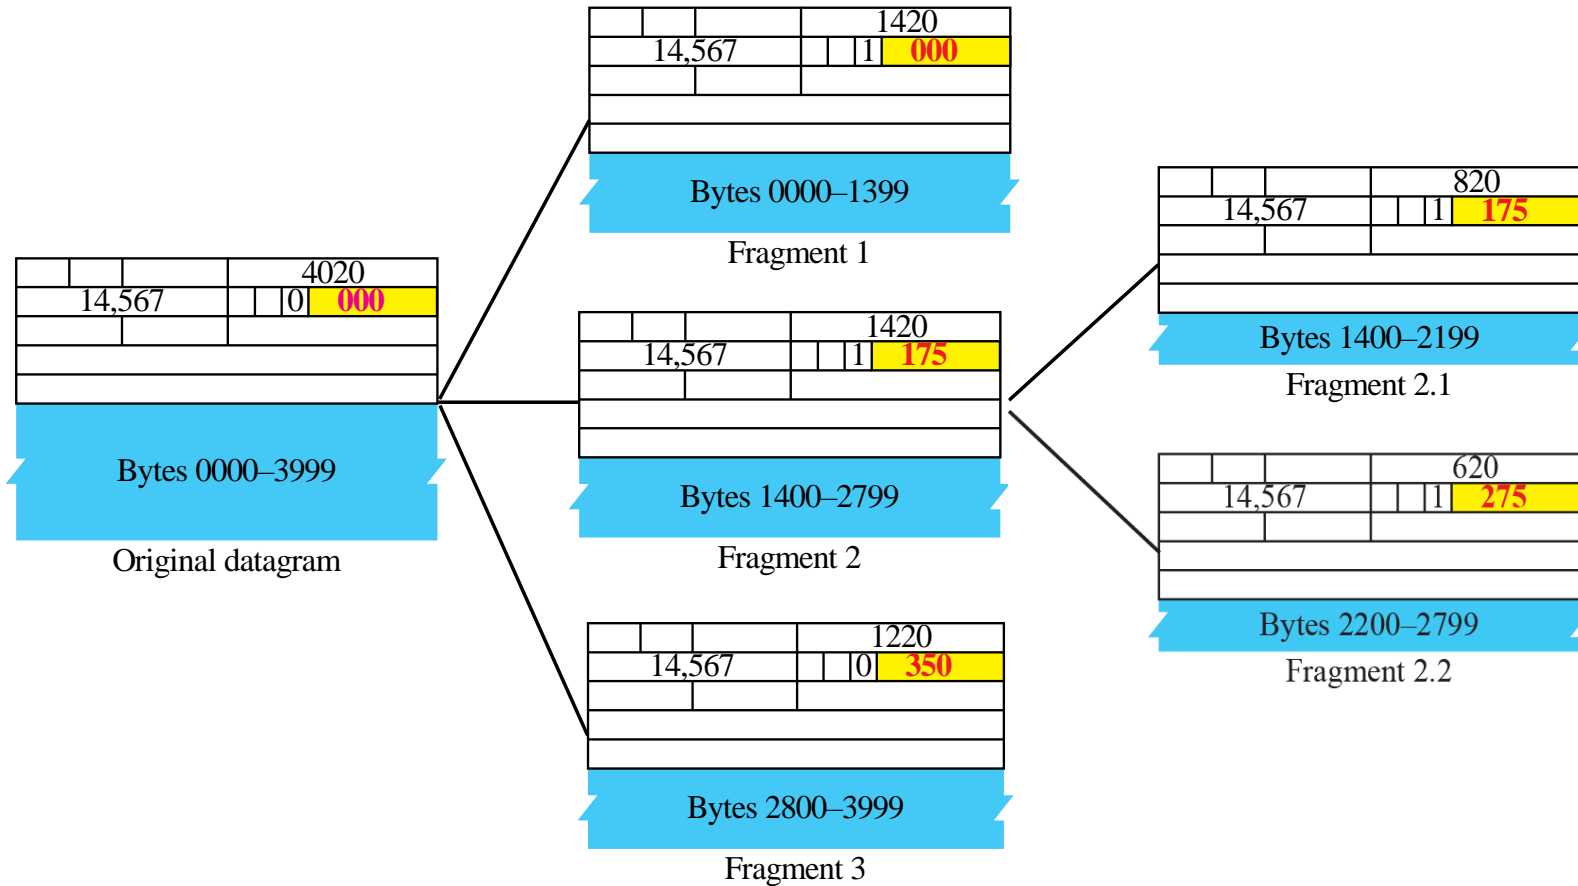 4020
14,567 0 000
Bytes 0000–3999
Original datagram
1420
14,567 1 000
Bytes 0000–1399
Fragment 1
1420
14,567 1 175
Bytes 1400–2799
Fragment 2
1220
14,567 0 350
Bytes 2800–3999
Fragment 3
820
14,567 1 175
Bytes 1400–2199
Fragment 2.1
620
14,567 1 275
Bytes 2200–2799
Fragment 2.2